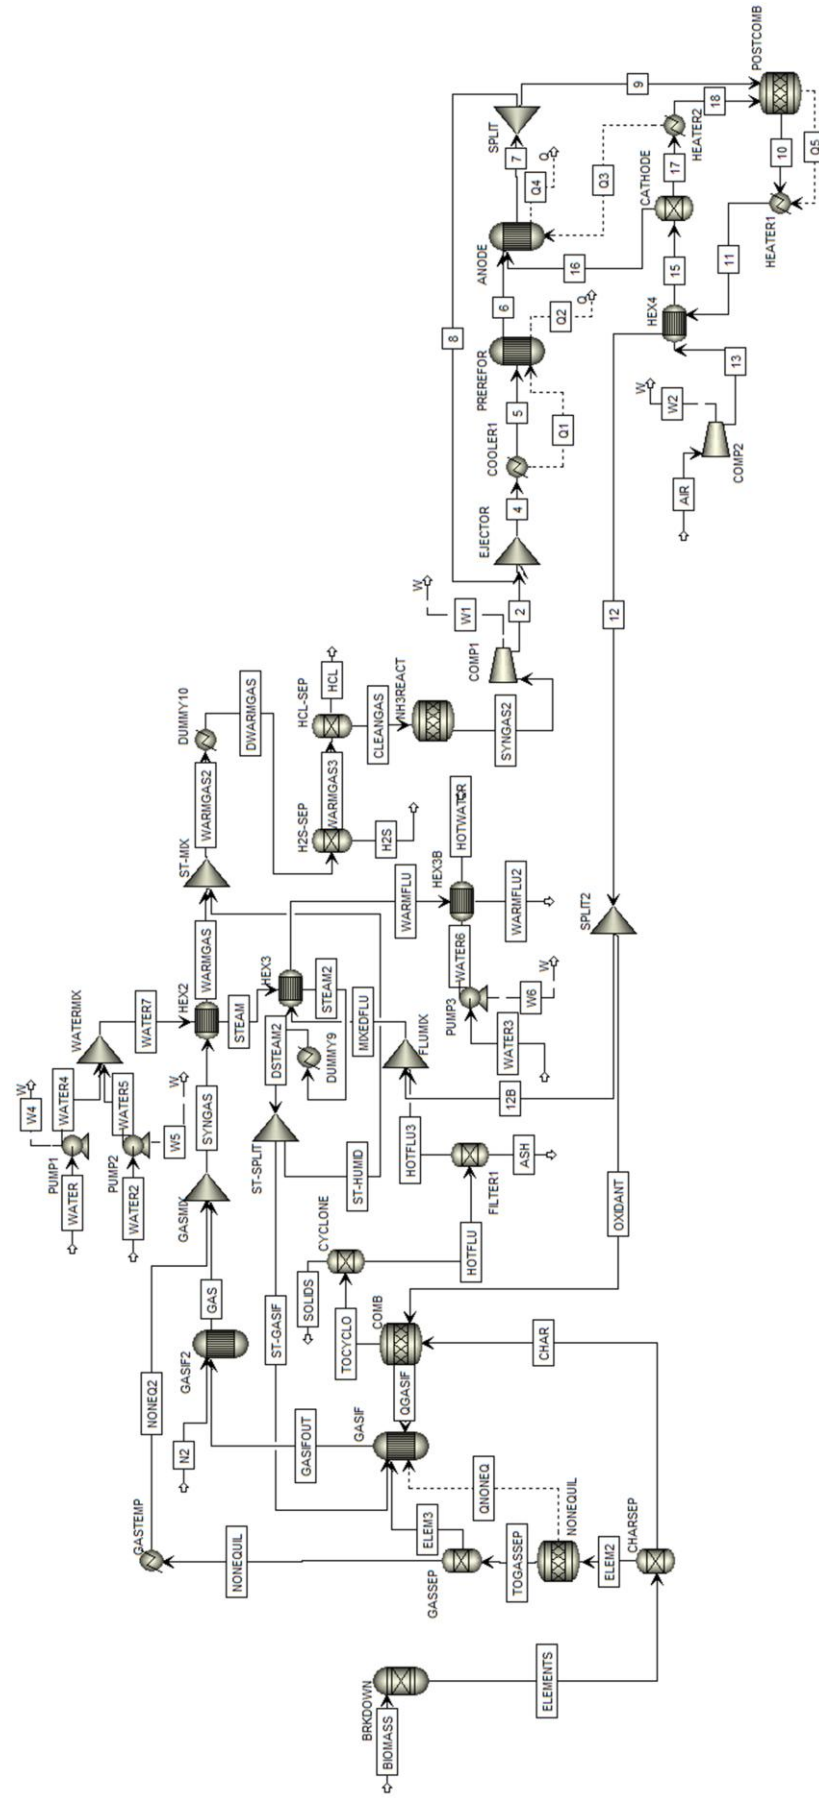 BIOMASS
BRKDOWN
ELEMENTS
CHARSEP
ELEM2
NONEQUIL
TOGASSEP
GASSEP
ELEM3
QNONEQ
CHAR
NONEQUIL
GASTEMP
NONEQ2
N2
GASIF2
GAS
GASIFOUT
GASIF
QGASIF
COMB
TOCYCLO
SOLIDS
CYCLONE
HOTFLU
FILTER1
ASH
HOTFLU3
OXIDANT
12B
ST-GASIF
ST-SPLIT
ST-HUMID
DSTEAM2
DUMMY9
STEAM2
MIXEDFLU
FLUMIX
GASMIX
SYNGAS
WATER
PUMP1
W4
W
WATER4
WATER2
PUMP2
W5
W
WATER5
WATERMIX
WATER7
HEX2
STEAM
HEX3
WARMGAS
ST-MIX
WARMGAS2
DUMMY10
DWARMGAS
WARMFLU
WATER3
PUMP3
W6
W
WATER6
HEX3B
HOTWATER
WARMFLU2
SPLIT2
12
H2S-SEP
H2S
WARMGAS3
HCL-SEP
HCL
CLEANGAS
NH3REACT
SYNGAS2
COMP1
W1
W
2
EJECTOR
4
COOLER1
Q1
5
PREREFOR
Q2
Q
6
8
ANODE
Q4
Q
7
SPLIT
9
AIR
COMP2
W2
W
13
HEX4
15
11
16
CATHODE
17
Q3
HEATER2
18
HEATER1
10
Q5
POSTCOMB